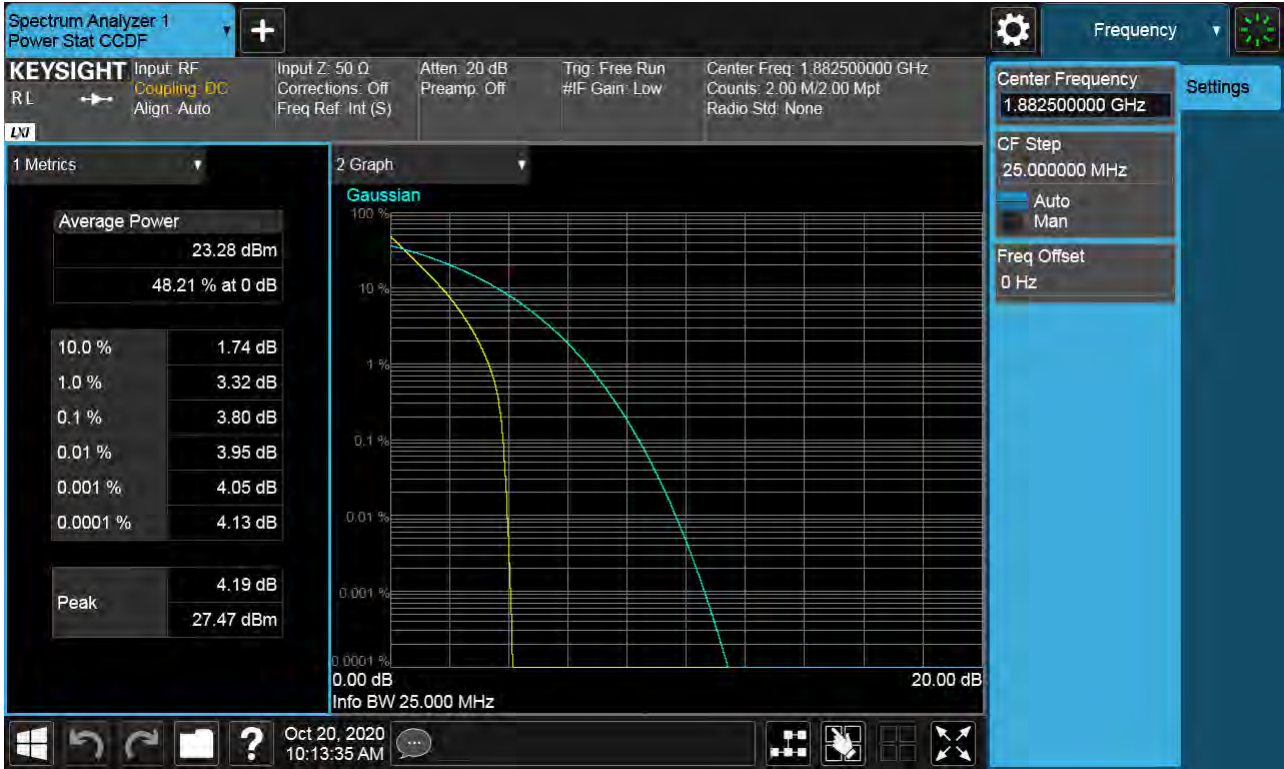 Spectrum Analyzer 1
Power Stat CCDF
Frequency
KEYSIGHT
R L
LXI
Input: RF
Coupling: DC
Align: Auto
Input Z: 50 Ω
Corrections: Off
Freq Ref: Int (S)
Atten: 20 dB
Preamp: Off
Trig: Free Run
#IF Gain: Low
Center Freq: 1.882500000 GHz
Counts: 2.00 M/2.00 Mpt
Radio Std: None
Center Frequency
1.882500000 GHz
Settings
CF Step
25.000000 MHz
Auto
Man
Freq Offset
0 Hz
1 Metrics
Average Power
23.28 dBm
48.21 % at 0 dB
10.0 % 1.74 dB
1.0 % 3.32 dB
0.1 % 3.80 dB
0.01 % 3.95 dB
0.001 % 4.05 dB
0.0001 % 4.13 dB
Peak
4.19 dB
27.47 dBm
2 Graph
Gaussian
100 %
10 %
1 %
0.1 %
0.01 %
0.001 %
0.0001 %
0.00 dB 20.00 dB
Info BW 25.000 MHz
?
Oct 20, 2020
10:13:35 AM